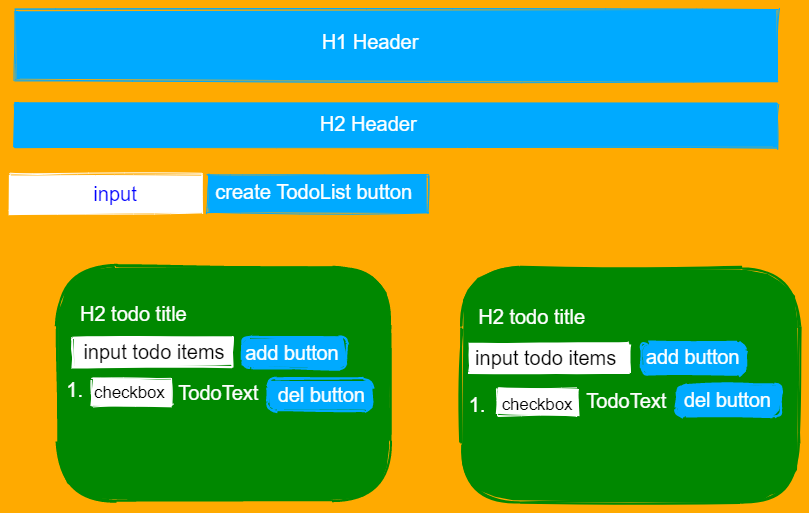 H1 Header
H2 Header
input create TodoList button
H2 todo title
input todo items add button
1. checkbox TodoText del button
H2 todo title
input todo items add button
1. checkbox TodoText del button